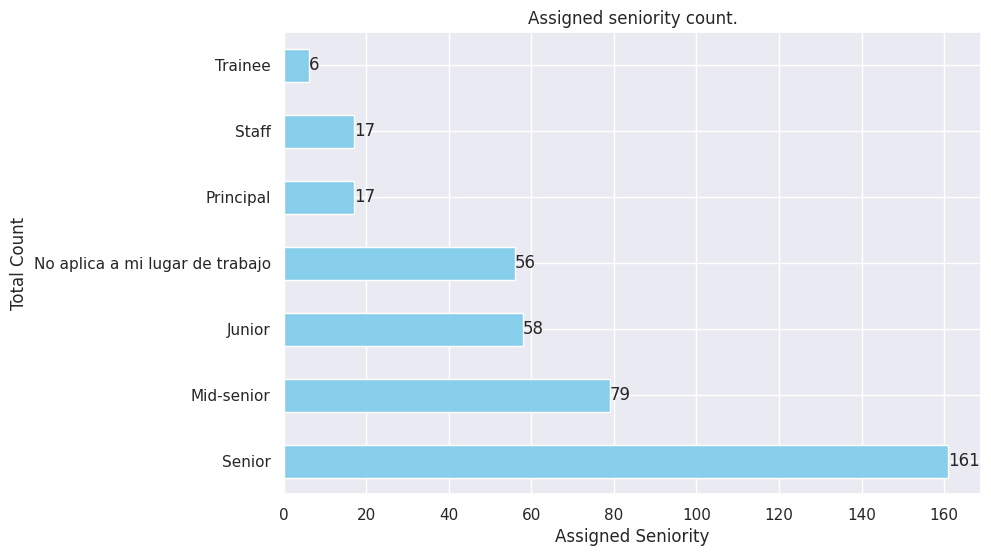 Assigned seniority count.
Trainee
6
Staff
17
Principal
17
No aplica a mi lugar de trabajo
56
Junior
58
Mid-senior
79
Senior
161
Total Count
0 20 40 60 80 100 120 140 160
Assigned Seniority